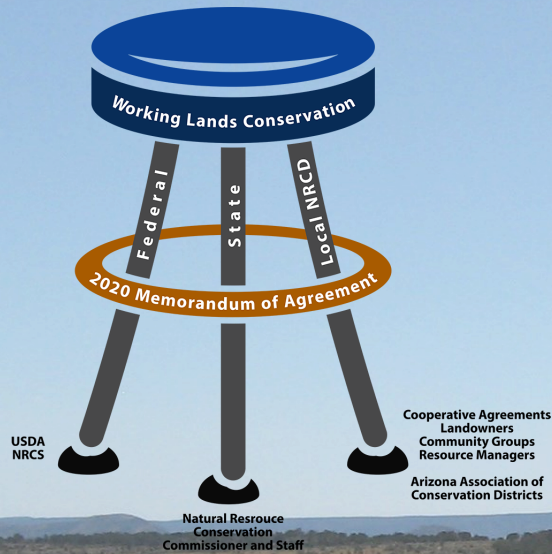 Working Lands Conservation
Federal
State
Local NRCD
2020 Memorandum of Agreement
USDA
NRCS
Natural Resrouce
Conservation
Commissioner and Staff
Cooperative Agreements
Landowners
Community Groups
Resource Managers
Arizona Association of
Conservation Districts